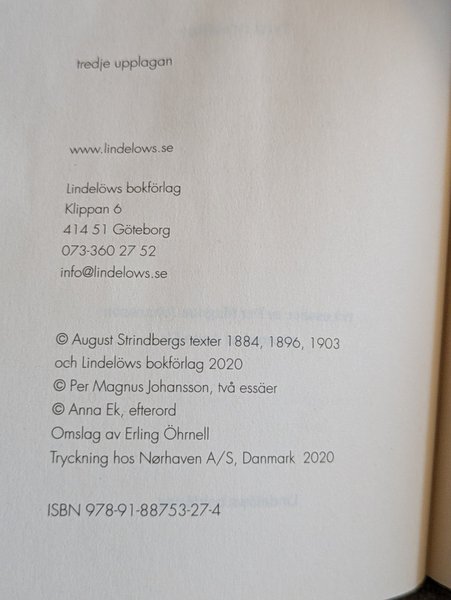 tredje upplagan
www.lindelows.se
Lindelöws bokförlag
Klippan 6
414 51 Göteborg
073-360 27 52
info@lindelows.se
© August Strindbergs texter 1884, 1896, 1903
och Lindelöws bokförlag 2020
© Per Magnus Johansson, två essäer
© Anna Ek, efterord
Omslag av Erling Öhrnell
Tryckning hos Nørhaven A/S, Danmark 2020
ISBN 978-91-88753-27-4